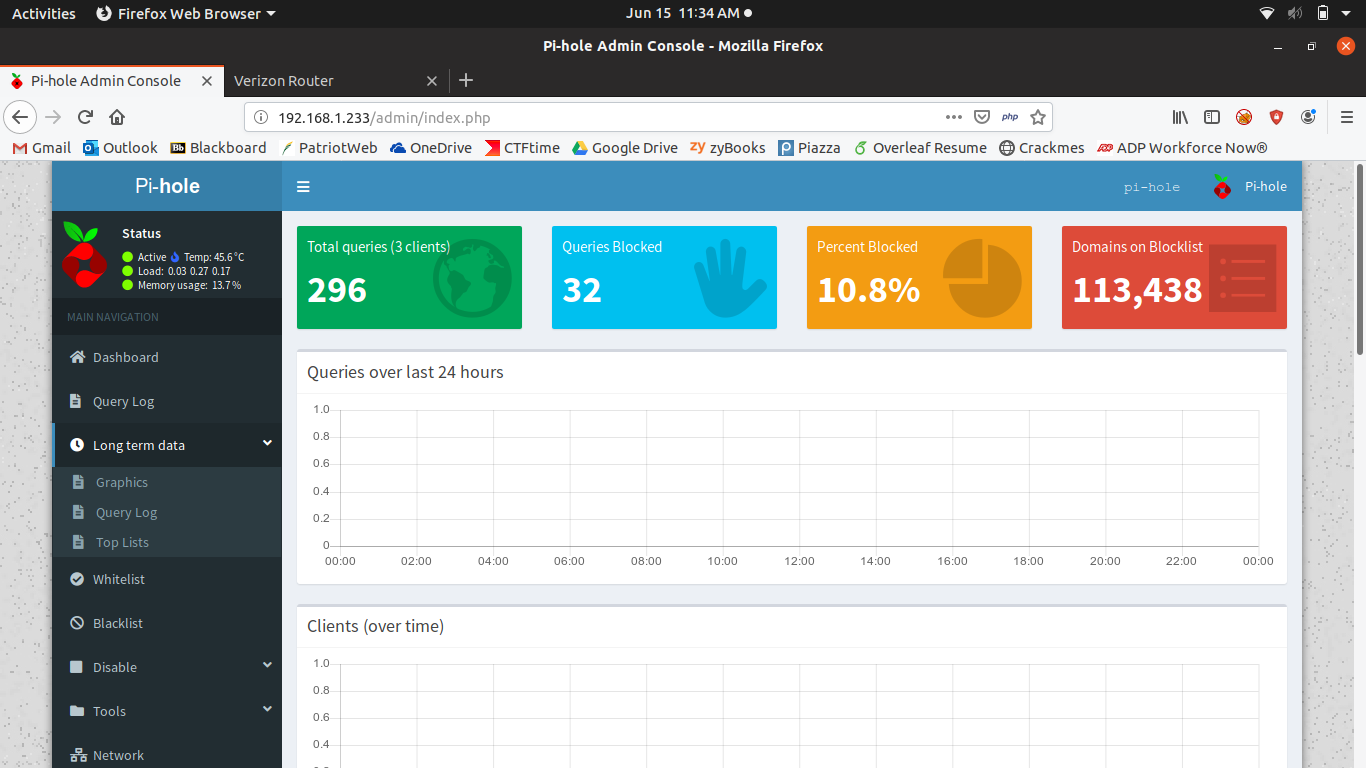 Activities Firefox Web Browser Jun 15 11:34 AM
Pi-hole Admin Console - Mozilla Firefox
Pi-hole Admin Console Verizon Router
192.168.1.233/admin/index.php php
Gmail Outlook Bb Blackboard PatriotWeb OneDrive CTFtime Google Drive zy zyBooks Piazza Overleaf Resume Crackmes ADP ADP Workforce Now®
Pi-hole pi-hole Pi-hole
Status
Active Temp: 45.6 °C
Load: 0.03 0.27 0.17
Memory usage: 13.7 %
MAIN NAVIGATION
Dashboard
Query Log
Long term data
Graphics
Query Log
Top Lists
Whitelist
Blacklist
Disable
Tools
Network
Total queries (3 clients)
296
Queries Blocked
32
Percent Blocked
10.8%
Domains on Blocklist
113,438
Queries over last 24 hours
1.0
0.8
0.6
0.4
0.2
0
00:00 02:00 04:00 06:00 08:00 10:00 12:00 14:00 16:00 18:00 20:00 22:00 00:00
Clients (over time)
1.0
0.8
0.6
0.4